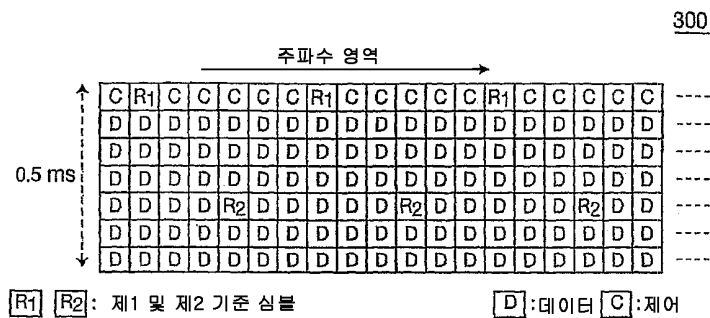 300
주파수 영역
C R1 C C C C C R1 C C C C C R1 C C C C C
D D D D D D D D D D D D D D D D D D D
D D D D D D D D D D D D D D D D D D D
0.5 ms
D D D D D D D D D D D D D D D D D D D
D D D D R2 D D D D D R2 D D D D D R2 D D
D D D D D D D D D D D D D D D D D D D
D D D D D D D D D D D D D D D D D D D
R1 R2 : 제1 및 제2 기준 심볼
D :데이터 C :제어